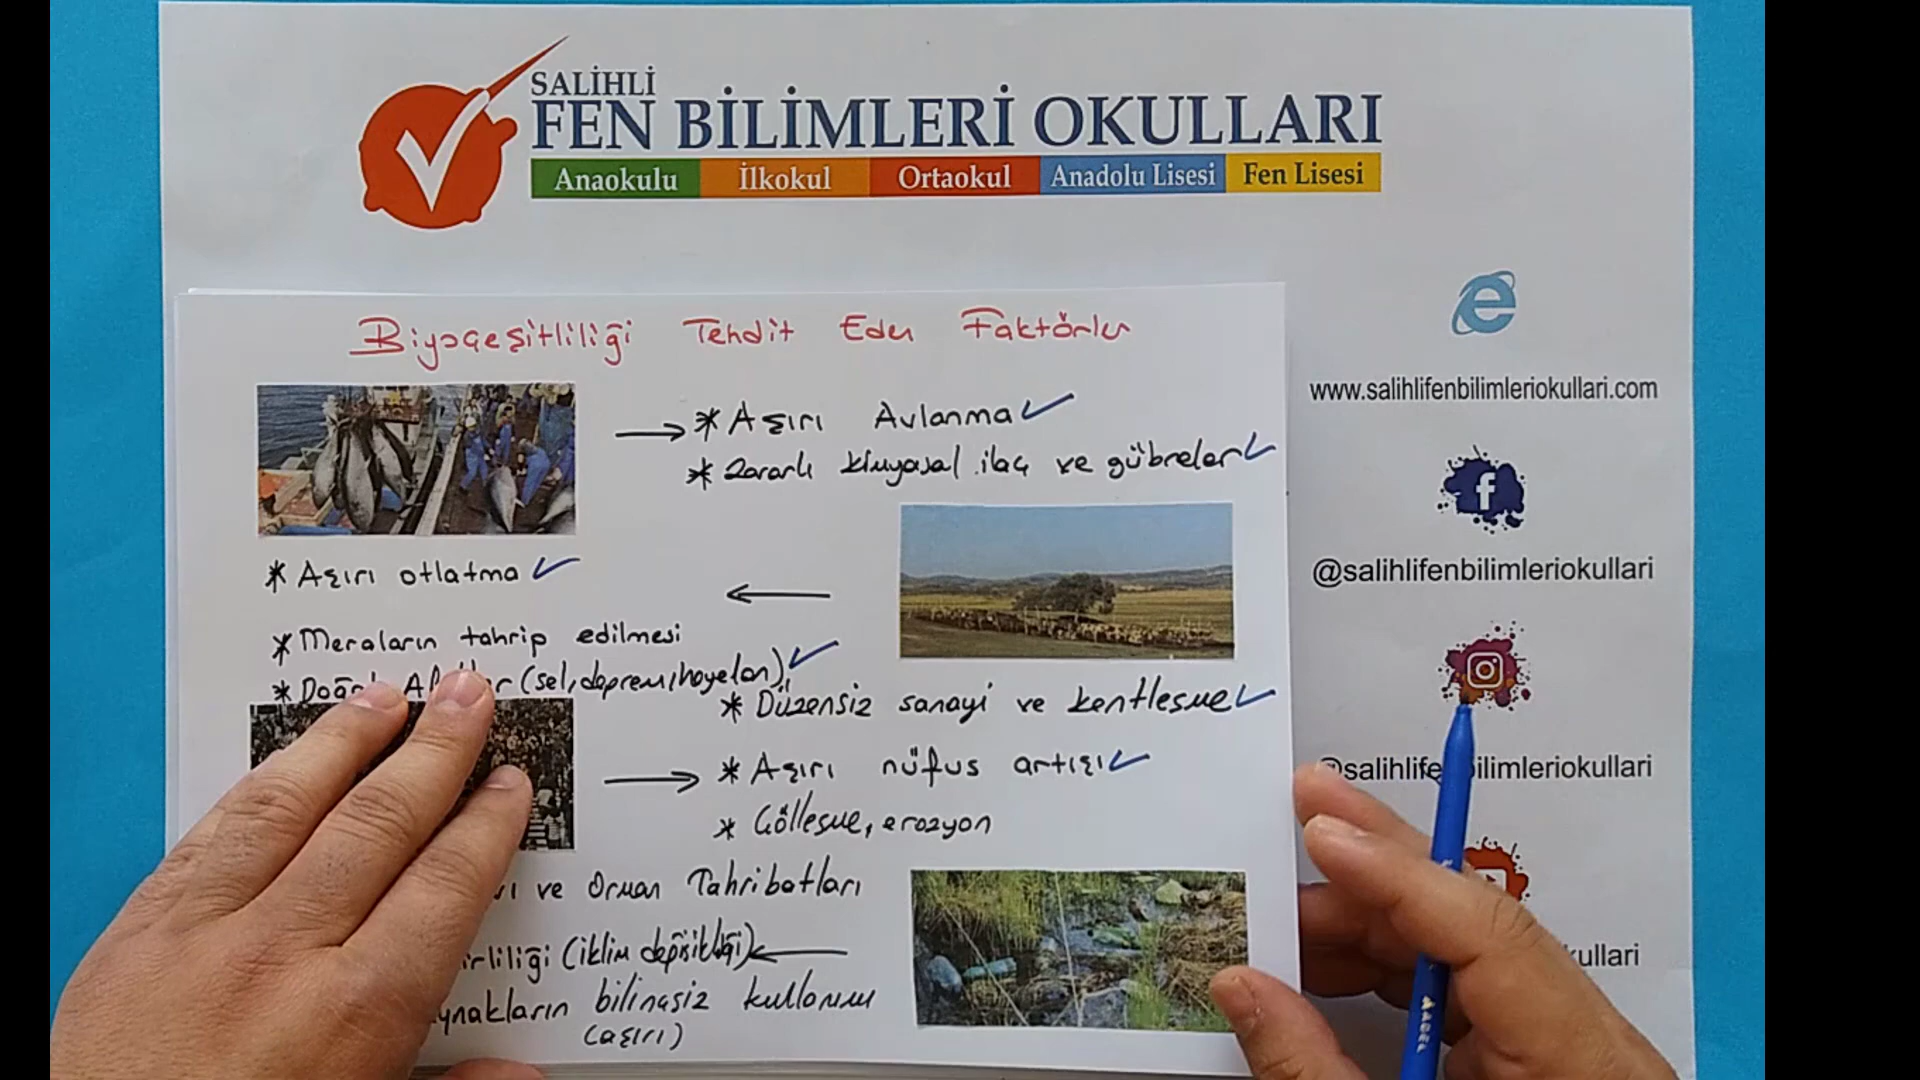 SALİHLİ
FEN BİLİMLERİ OKULLARI
Anaokulu İlkokul Ortaokul Anadolu Lisesi Fen Lisesi
Biyoçeşitliliği Tehdit Eden Faktörler
* Aşırı Avlanma
* Zararlı kimyasal ilaç ve gübreler
* Aşırı otlatma
* Meraların tahrip edilmesi
* (sel, deprem, heyelan)
* Düzensiz sanayi ve kentleşme
* Aşırı nüfus artışı
* Çölleşme, erozyon
ve Orman Tahribatları
(iklim değişikliği)
bilinçsiz kullanımı
(aşırı)
www.salihlifenbilimleriokullari.com
@salihlifenbilimleriokullari
@salihlifenbilimleriokullari